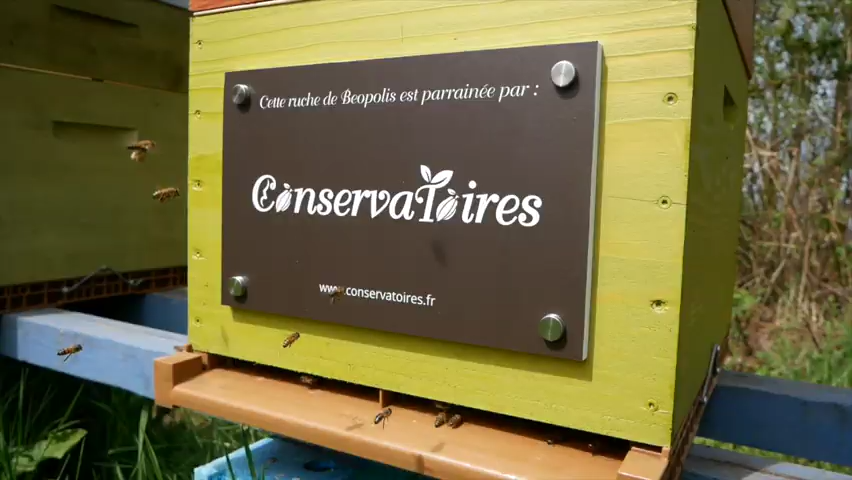 Cette ruche de Beopolis est parrainée par :
ConservaToires
www.conservatoires.fr